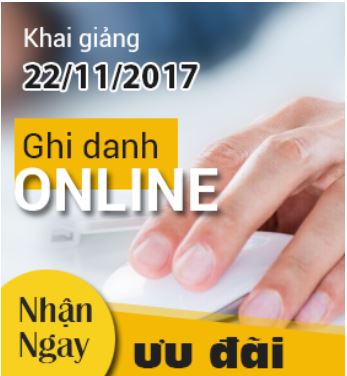 Khai giảng
22/11/2017
Ghi danh
ONLINE
Nhận
Ngay
ưu đãi